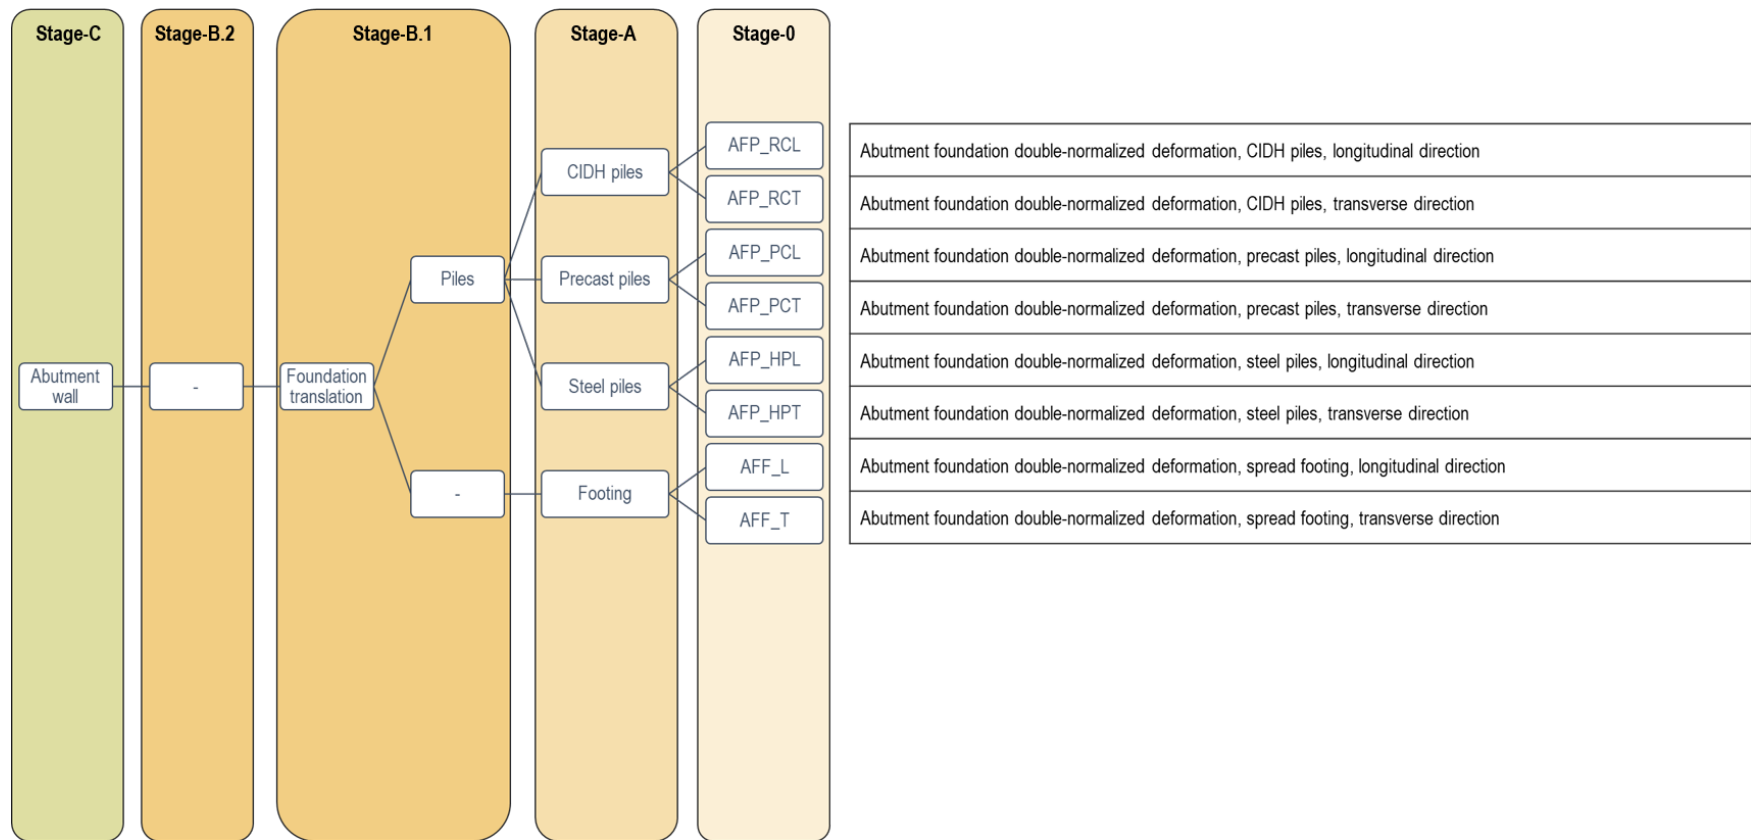 Stage-C
Stage-B.2
Stage-B.1
Stage-A
Stage-0
Abutment
wall
-
Foundation
translation
Piles
-
CIDH piles
Precast piles
Steel piles
Footing
AFP_RCL
Abutment foundation double-normalized deformation, CIDH piles, longitudinal direction
AFP_RCT
Abutment foundation double-normalized deformation, CIDH piles, transverse direction
AFP_PCL
Abutment foundation double-normalized deformation, precast piles, longitudinal direction
AFP_PCT
Abutment foundation double-normalized deformation, precast piles, transverse direction
AFP_HPL
Abutment foundation double-normalized deformation, steel piles, longitudinal direction
AFP_HPT
Abutment foundation double-normalized deformation, steel piles, transverse direction
AFF_L
Abutment foundation double-normalized deformation, spread footing, longitudinal direction
AFF_T
Abutment foundation double-normalized deformation, spread footing, transverse direction